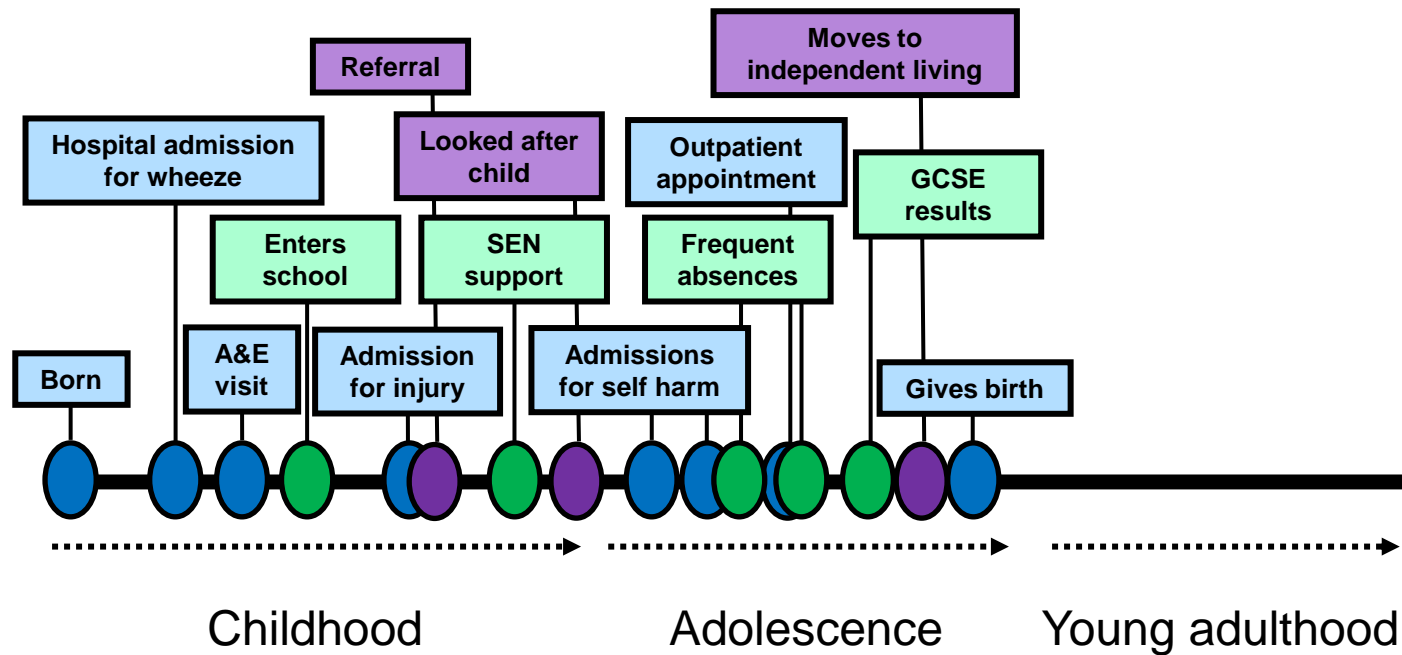 Moves to
independent living
Referral
Hospital admission
for wheeze
Looked after
child
Outpatient
appointment
GCSE
results
Enters
school
SEN
support
Frequent
absences
Born
A&E
visit
Admission
for injury
Admissions
for self harm
Gives birth
Childhood
Adolescence
Young adulthood